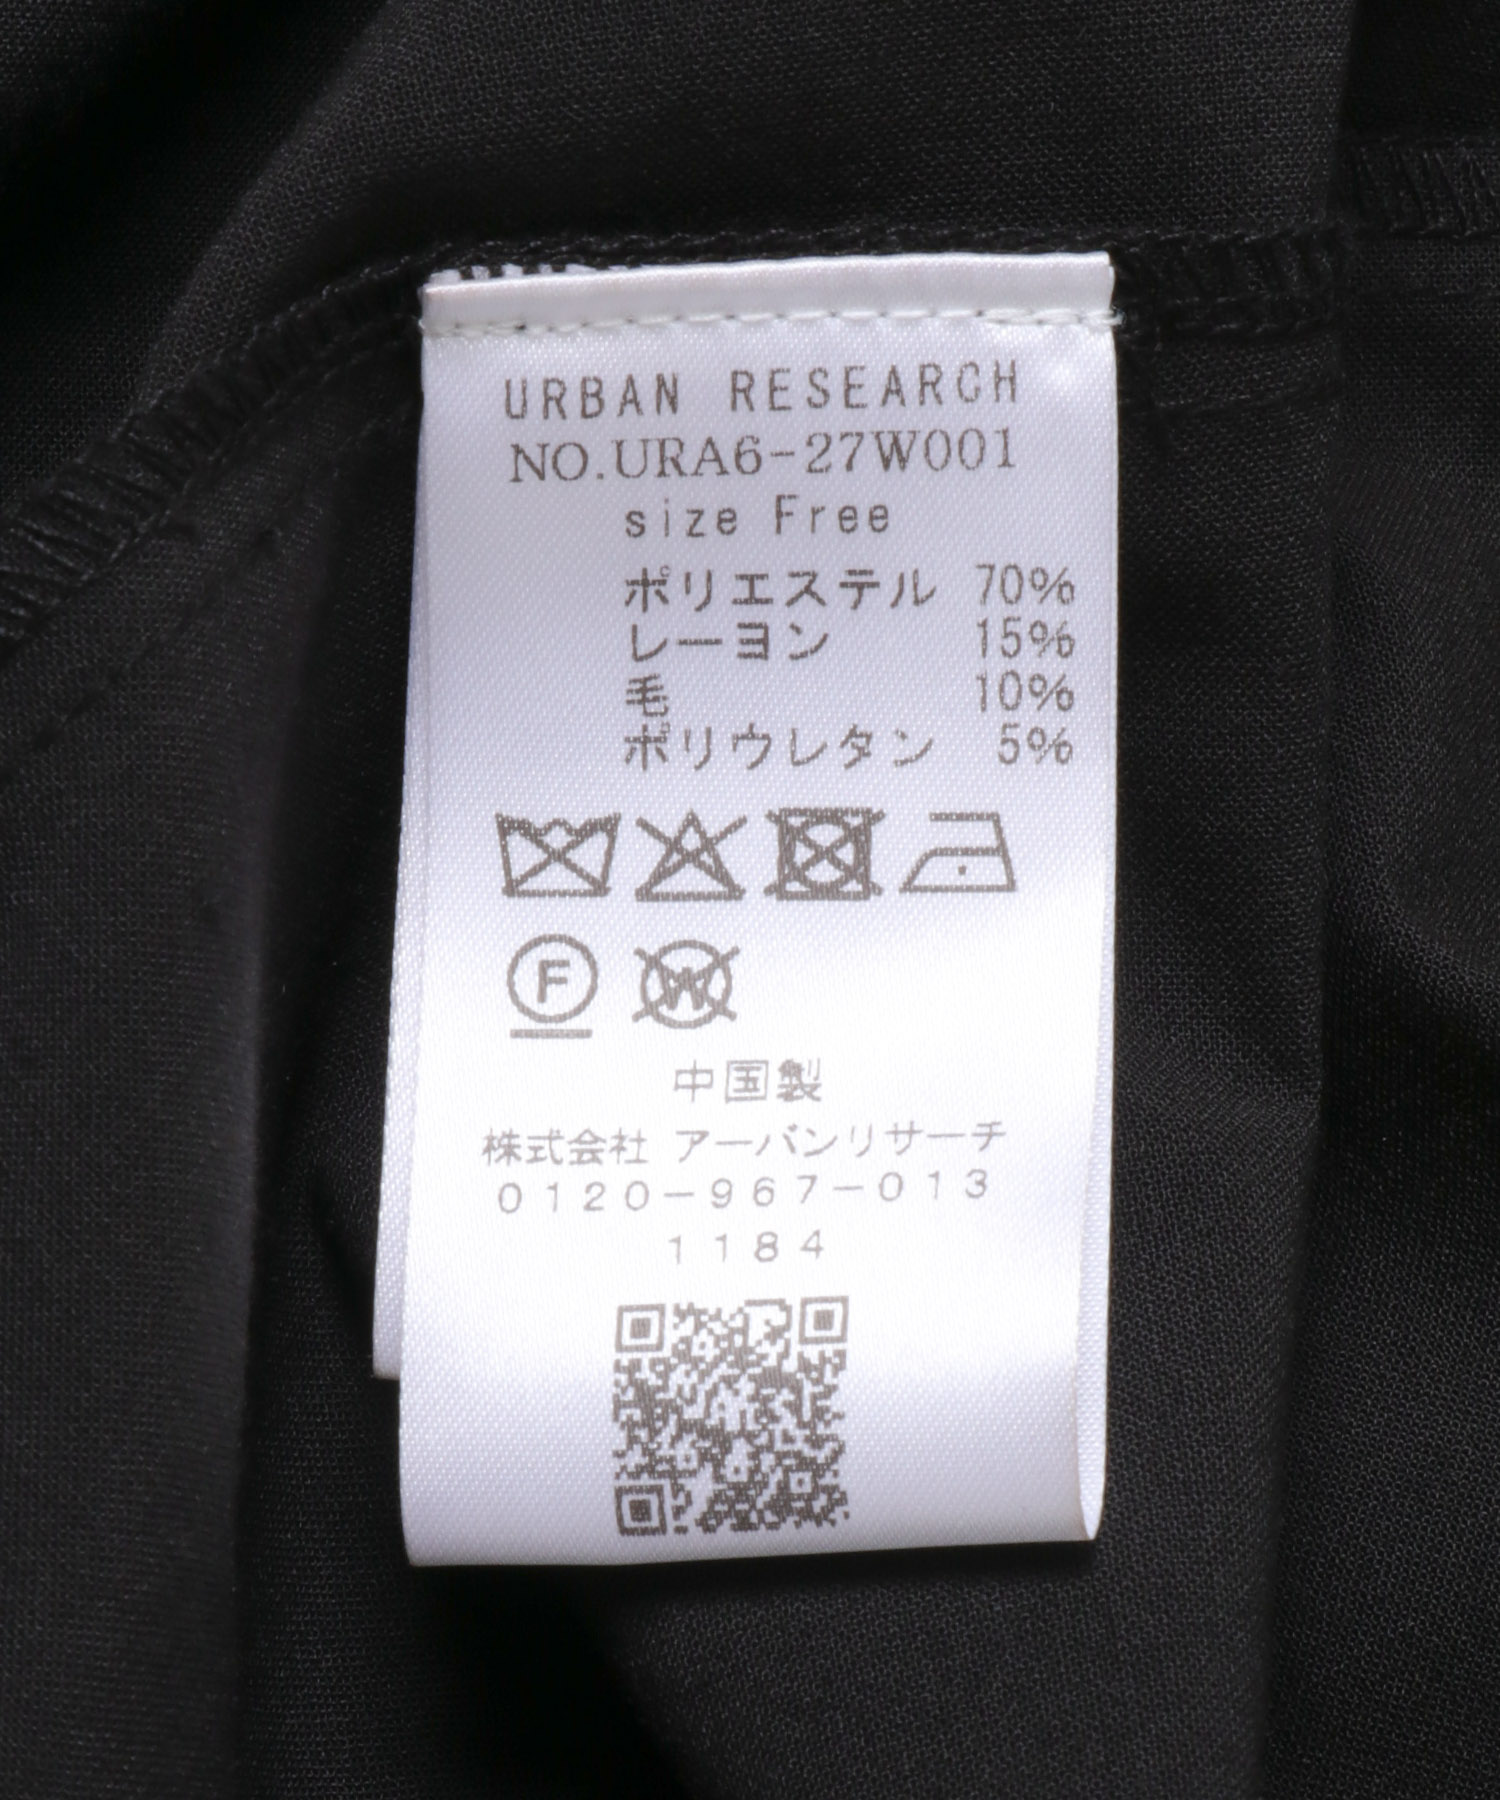 URBAN RESEARCH
NO.URA6-27W001
size Free
ポリエステル 70%
レーヨン 15%
毛 10%
ポリウレタン 5%
F W
中国製
株式会社 アーバンリサーチ
0120-967-013
1184